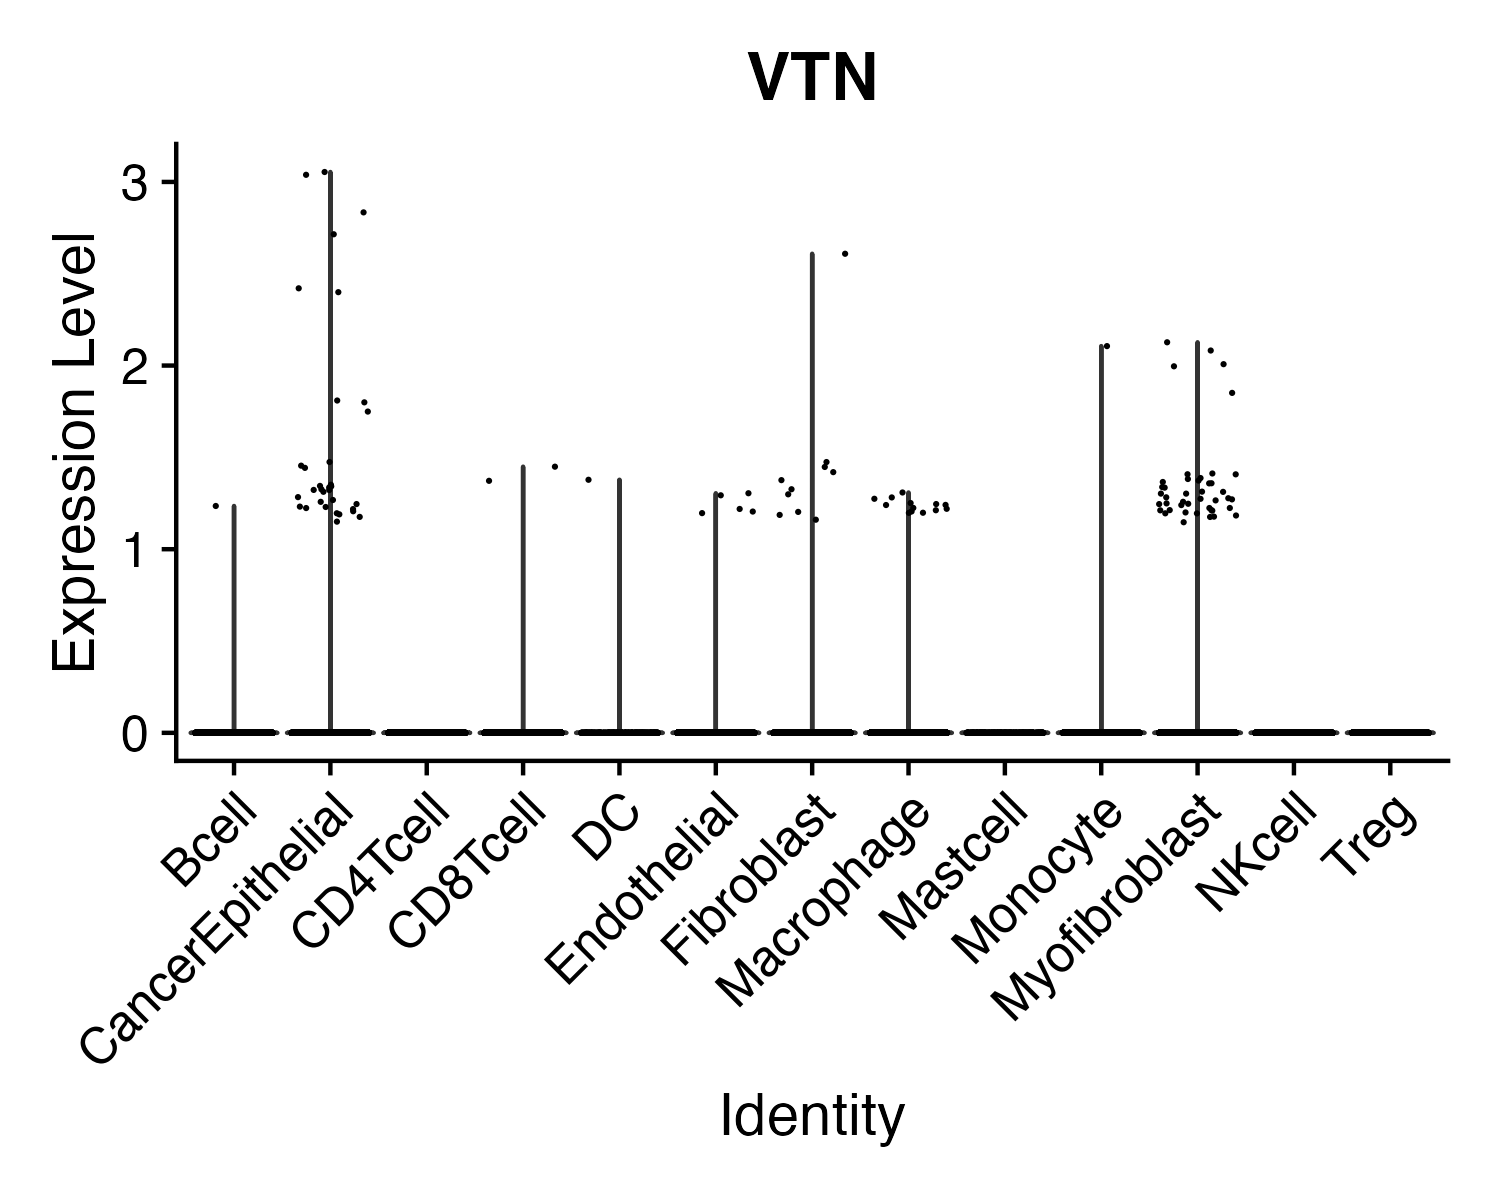 VTN
Expression Level
3
2
1
0
Bcell
CancerEpithelial
CD4Tcell
CD8Tcell
DC
Endothelial
Fibroblast
Macrophage
Mastcell
Monocyte
Myofibroblast
NKcell
Treg
Identity